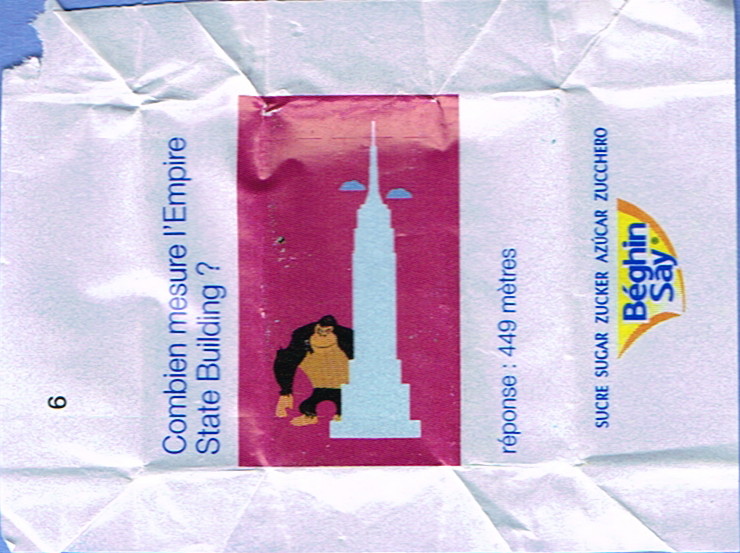 6
Combien mesure l'Empire
State Building ?
réponse : 449 mètres
SUCRE SUGAR ZUCKER AZÚCAR ZUCCHERO
Béghin
Say